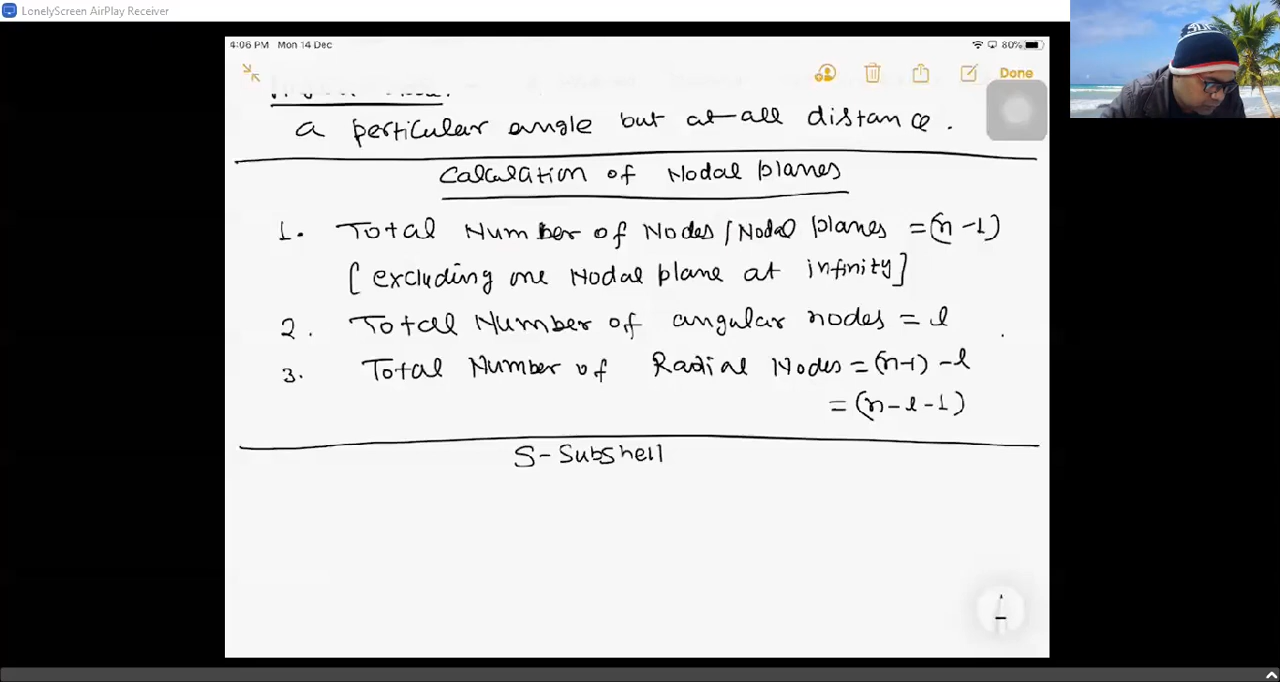 LonelyScreen AirPlay Receiver
4:06 PM Mon 14 Dec
80%
Done
a perticular angle but at all distance.
Calculation of Nodal planes
1. Total Number of Nodes/Nodal planes = (n-1)
[excluding one Nodal plane at infinity]
2. Total Number of angular nodes = l
3. Total Number of Radial Nodes = (n-1) - l
= (n-l-1)
S-Subshell